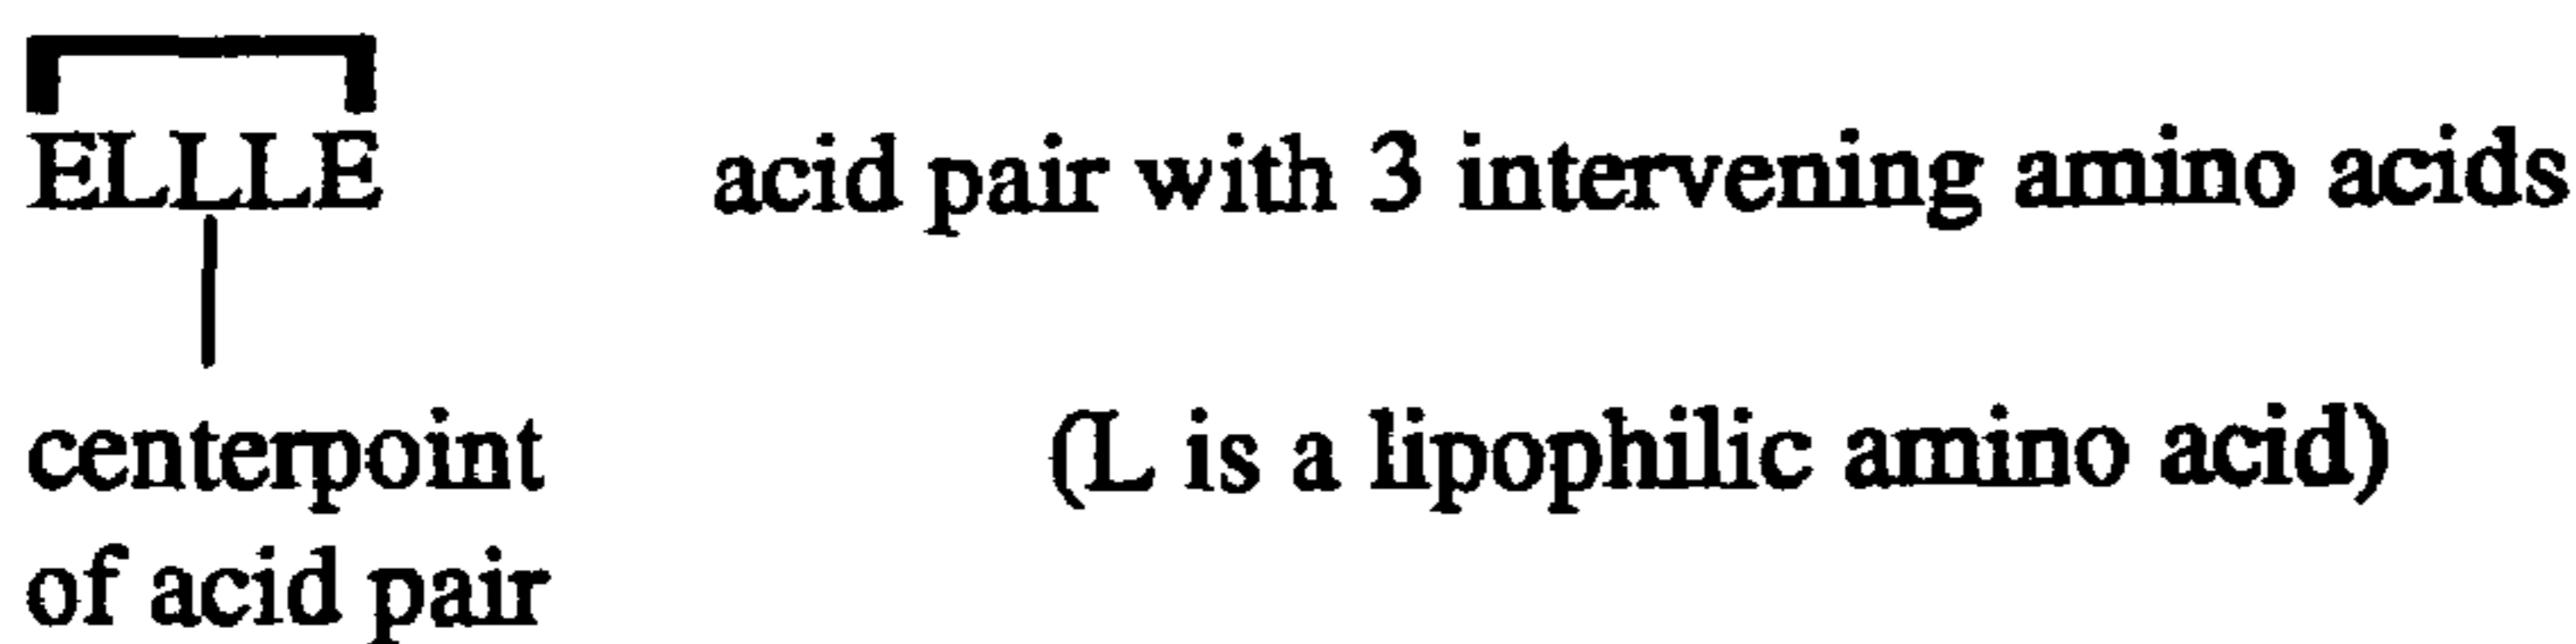 ELLLE acid pair with 3 intervening amino acids
centerpoint (L is a lipophilic amino acid)
of acid pair